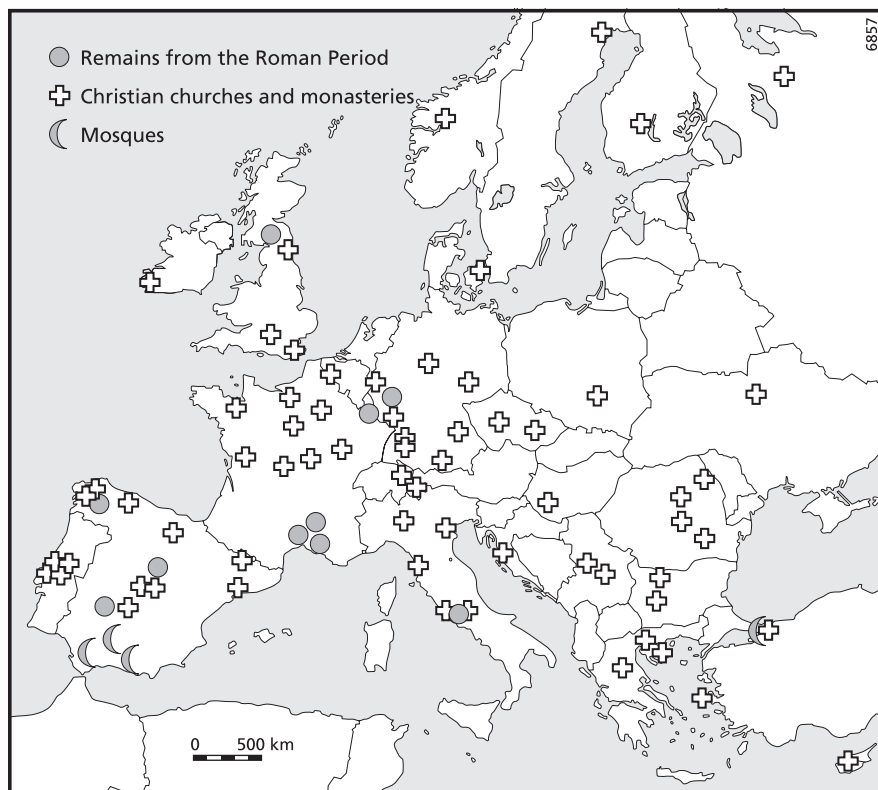 6857
Remains from the Roman Period
Christian churches and monasteries
Mosques
0 500 km